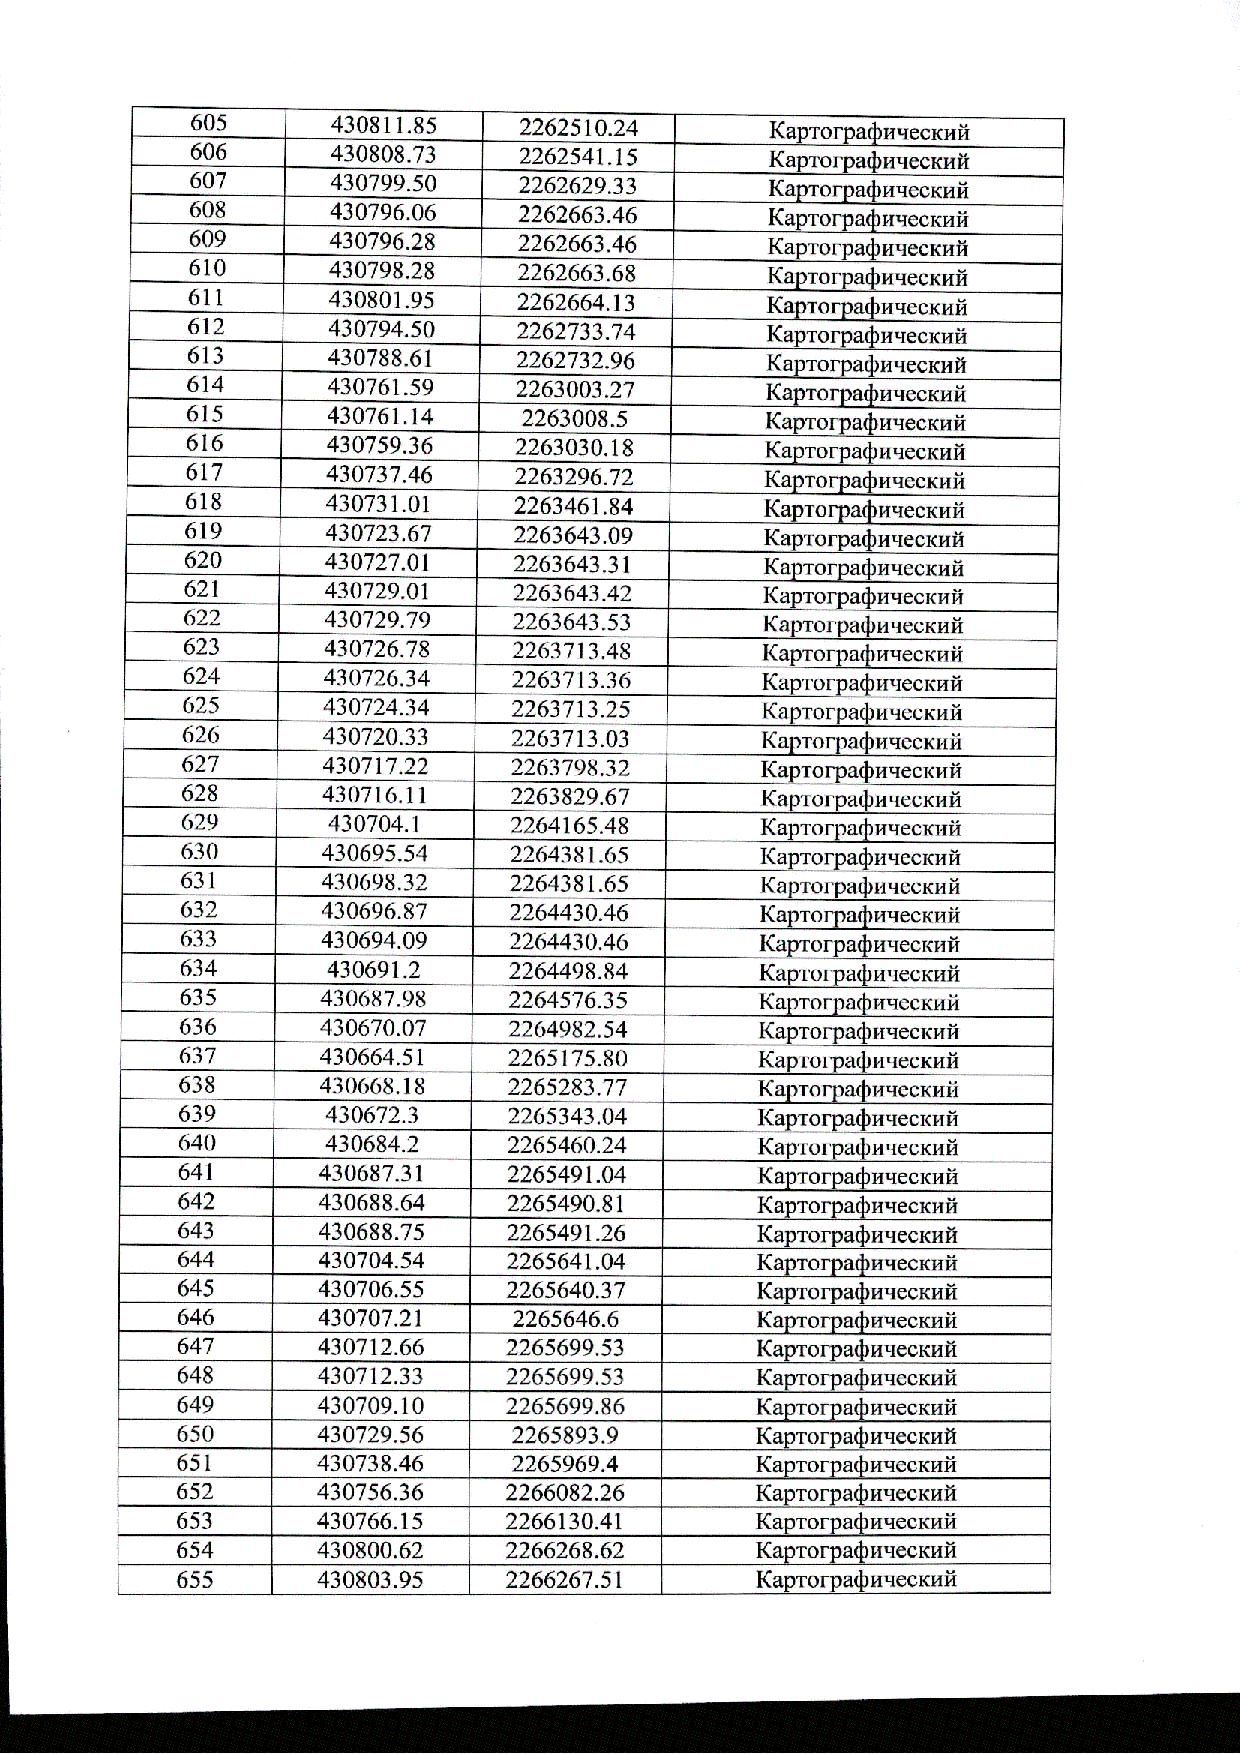 605 430811.85 2262510.24 Картографический
606 430808.73 2262541.15 Картографический
607 430799.50 2262629.33 Картографический
608 430796.06 2262663.46 Картографический
609 430796.28 2262663.46 Картографический
610 430798.28 2262663.68 Картографический
611 430801.95 2262664.13 Картографический
612 430794.50 2262733.74 Картографический
613 430788.61 2262732.96 Картографический
614 430761.59 2263003.27 Картографический
615 430761.14 2263008.5 Картографический
616 430759.36 2263030.18 Картографический
617 430737.46 2263296.72 Картографический
618 430731.01 2263461.84 Картографический
619 430723.67 2263643.09 Картографический
620 430727.01 2263643.31 Картографический
621 430729.01 2263643.42 Картографический
622 430729.79 2263643.53 Картографический
623 430726.78 2263713.48 Картографический
624 430726.34 2263713.36 Картографический
625 430724.34 2263713.25 Картографический
626 430720.33 2263713.03 Картографический
627 430717.22 2263798.32 Картографический
628 430716.11 2263829.67 Картографический
629 430704.1 2264165.48 Картографический
630 430695.54 2264381.65 Картографический
631 430698.32 2264381.65 Картографический
632 430696.87 2264430.46 Картографический
633 430694.09 2264430.46 Картографический
634 430691.2 2264498.84 Картографический
635 430687.98 2264576.35 Картографический
636 430670.07 2264982.54 Картографический
637 430664.51 2265175.80 Картографический
638 430668.18 2265283.77 Картографический
639 430672.3 2265343.04 Картографический
640 430684.2 2265460.24 Картографический
641 430687.31 2265491.04 Картографический
642 430688.64 2265490.81 Картографический
643 430688.75 2265491.26 Картографический
644 430704.54 2265641.04 Картографический
645 430706.55 2265640.37 Картографический
646 430707.21 2265646.6 Картографический
647 430712.66 2265699.53 Картографический
648 430712.33 2265699.53 Картографический
649 430709.10 2265699.86 Картографический
650 430729.56 2265893.9 Картографический
651 430738.46 2265969.4 Картографический
652 430756.36 2266082.26 Картографический
653 430766.15 2266130.41 Картографический
654 430800.62 2266268.62 Картографический
655 430803.95 2266267.51 Картографический